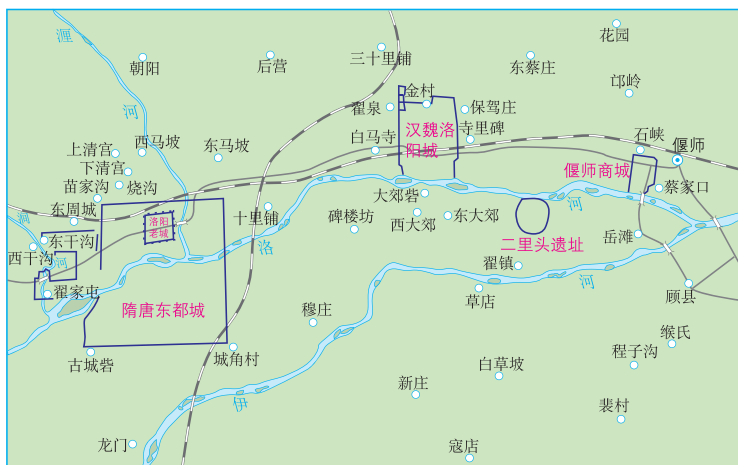 花园
三十里铺
瀍
朝阳
后营
东蔡庄
邙岭
金村
河
翟泉
保驾庄
汉魏洛
阳城
寺里碑
白马寺
石峡
偃师
上清宫
西马坡
东马坡
下清宫
偃师商城
苗家沟
烧沟
蔡家口
大郊砦
东周城
十里铺
碑楼坊
西大郊
东大郊
河
洛阳
老城
涧
东干沟
洛
岳滩
二里头遗址
西干沟
河
翟镇
河
翟家屯
草店
顾县
隋唐东都城
穆庄
缑氏
古城砦
城角村
白草坡
程子沟
新庄
伊
裴村
龙门
寇店